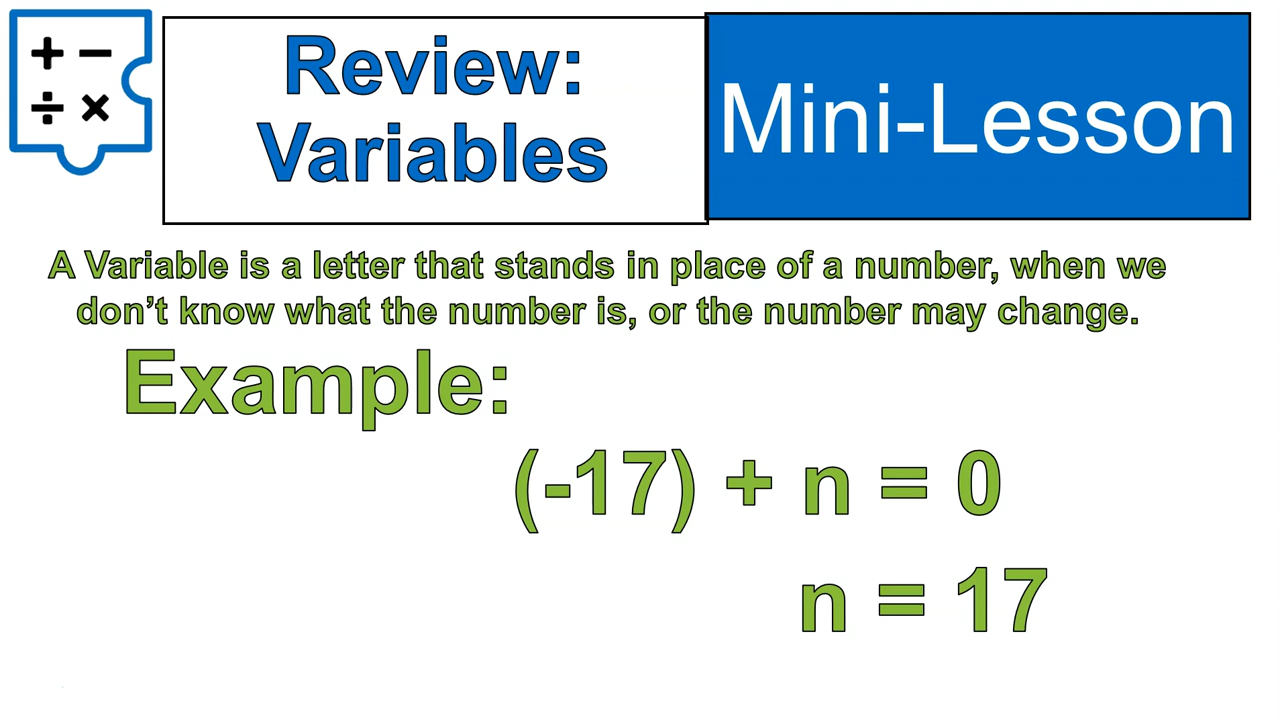 + −
÷ ×
Review:
Variables
Mini-Lesson
A Variable is a letter that stands in place of a number, when we
don’t know what the number is, or the number may change.
Example:
(-17) + n = 0
n = 17